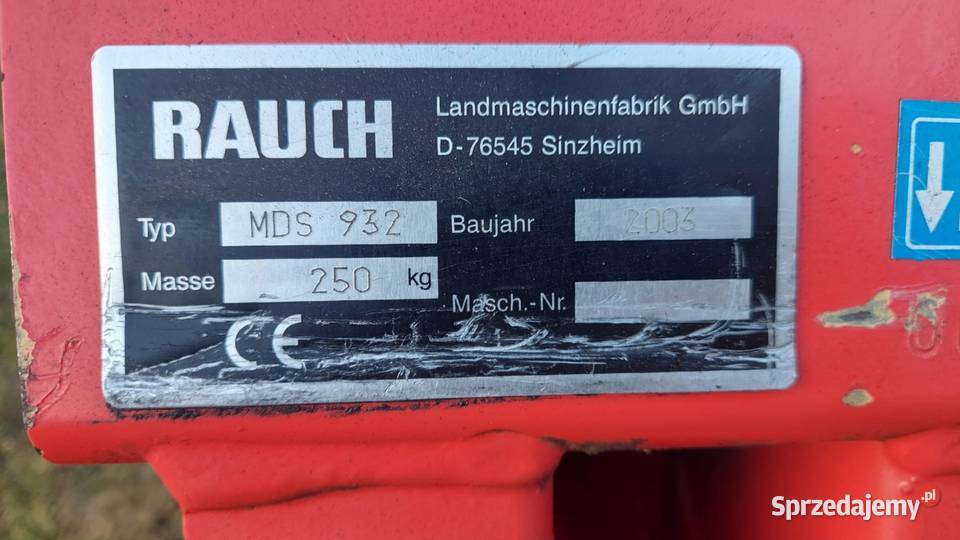 RAUCH
Landmaschinenfabrik GmbH
D-76545 Sinzheim
Typ MDS 932
Baujahr 2003
Masse 250 kg
Masch.-Nr.
CE
Sprzedajemy.pl